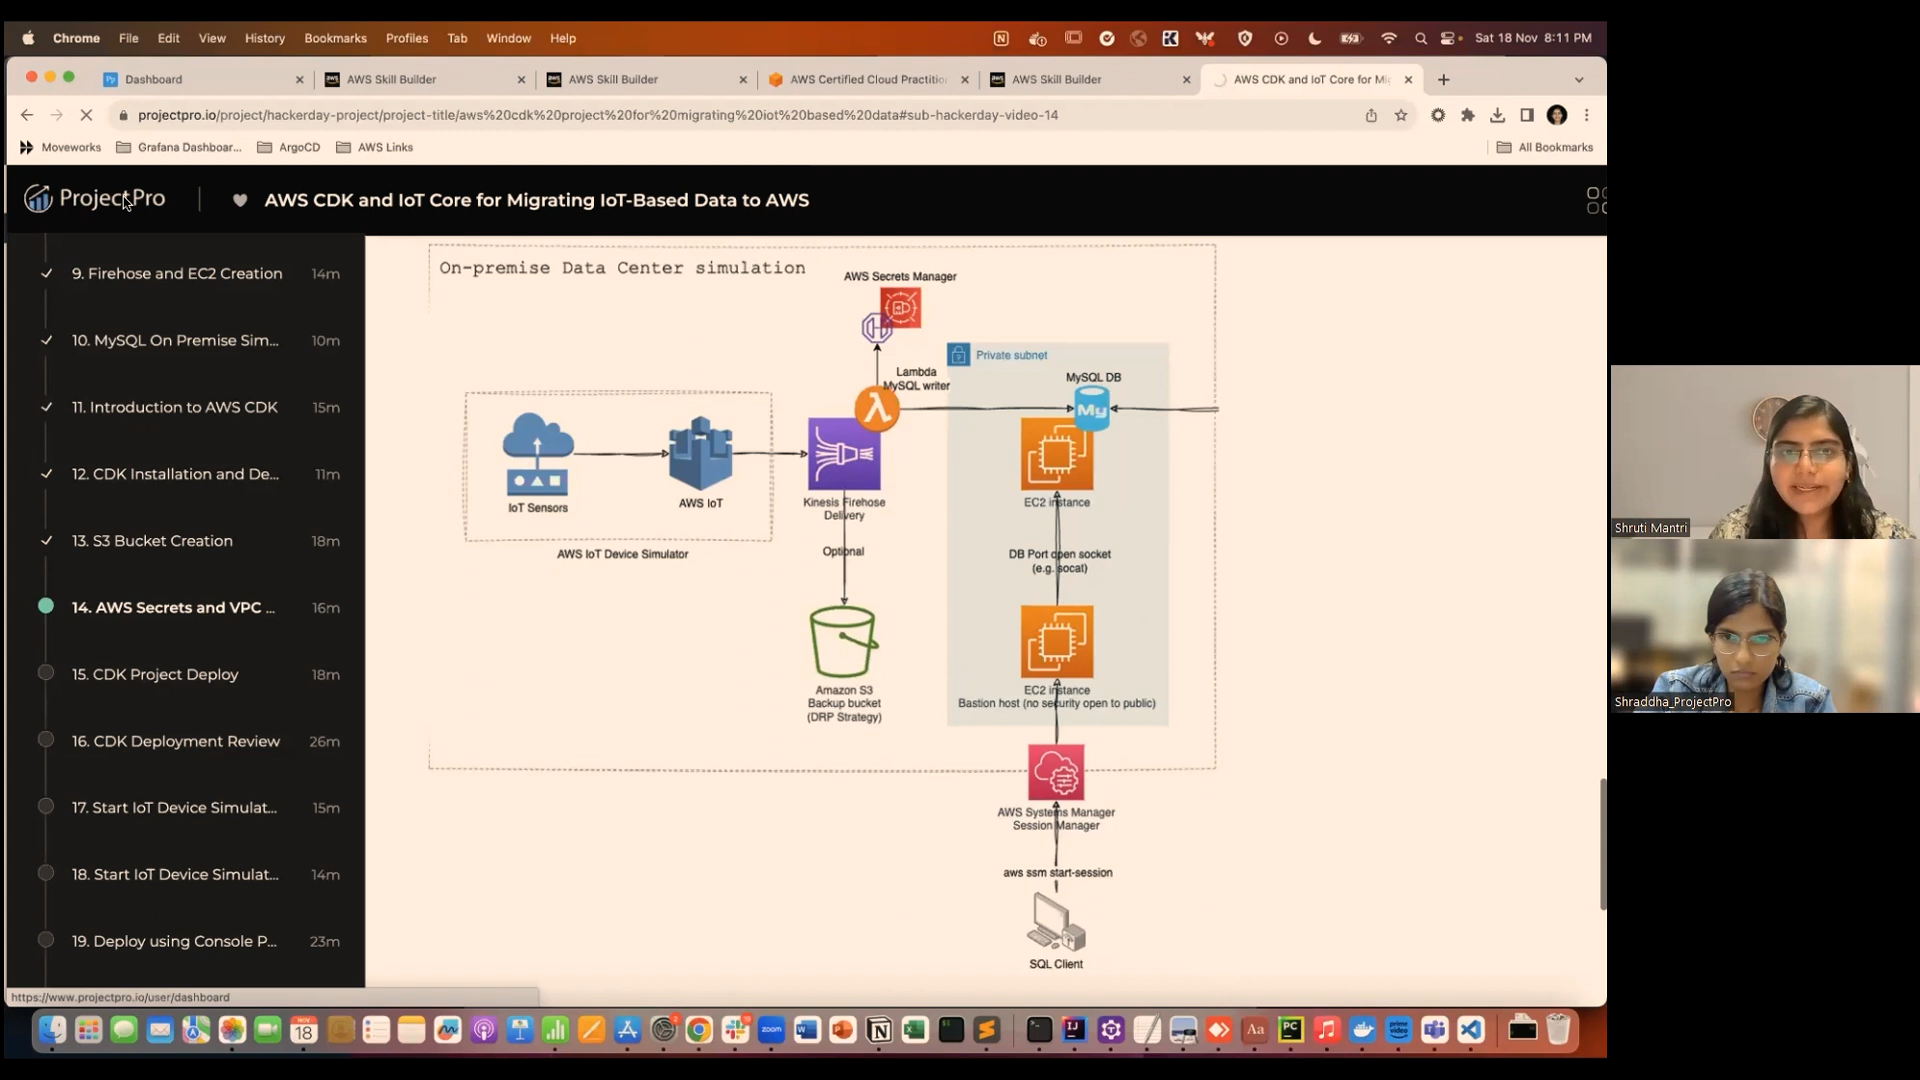 Chrome File Edit View History Bookmarks Profiles Tab Window Help
Sat 18 Nov 8:11 PM
Dashboard
AWS Skill Builder
AWS Skill Builder
AWS Certified Cloud Practitio
AWS Skill Builder
AWS CDK and IoT Core for Mi
projectpro.io/project/hackerday-project/project-title/aws%20cdk%20project%20for%20migrating%20iot%20based%20data#sub-hackerday-video-14
Moveworks
Grafana Dashboar...
ArgoCD
AWS Links
All Bookmarks
ProjectPro
AWS CDK and IoT Core for Migrating IoT-Based Data to AWS
9. Firehose and EC2 Creation 14m
10. MySQL On Premise Sim... 10m
11. Introduction to AWS CDK 15m
12. CDK Installation and De... 11m
13. S3 Bucket Creation 18m
14. AWS Secrets and VPC ... 16m
15. CDK Project Deploy 18m
16. CDK Deployment Review 26m
17. Start IoT Device Simulat... 15m
18. Start IoT Device Simulat... 14m
19. Deploy using Console P... 23m
https://www.projectpro.io/user/dashboard
On-premise Data Center simulation
AWS Secrets Manager
Private subnet
Lambda
MySQL writer
MySQL DB
My
IoT Sensors
AWS IoT
AWS IoT Device Simulator
Kinesis Firehose
Delivery
Optional
EC2 instance
DB Port open socket
(e.g. socat)
Amazon S3
Backup bucket
(DRP Strategy)
EC2 instance
Bastion host (no security open to public)
AWS Systems Manager
Session Manager
aws ssm start-session
SQL Client
Shruti Mantri
Shraddha_ProjectPro
NOV
18
zoom
Aa
PC
prime video